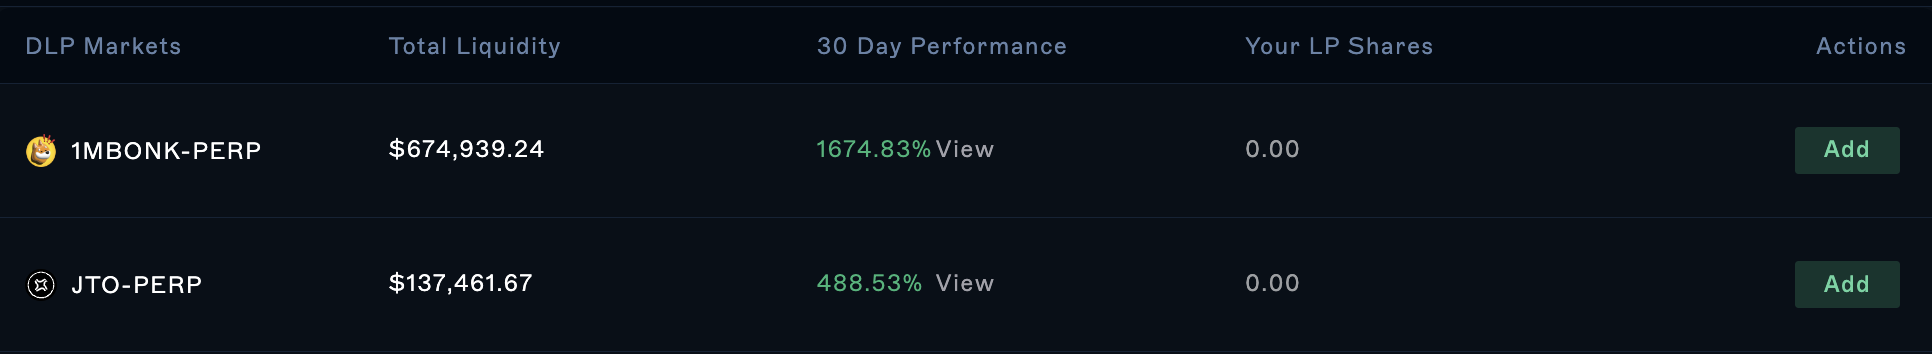 DLP Markets Total Liquidity 30 Day Performance Your LP Shares Actions
1MBONK-PERP $674,939.24 1674.83% View 0.00 Add
JTO-PERP $137,461.67 488.53% View 0.00 Add